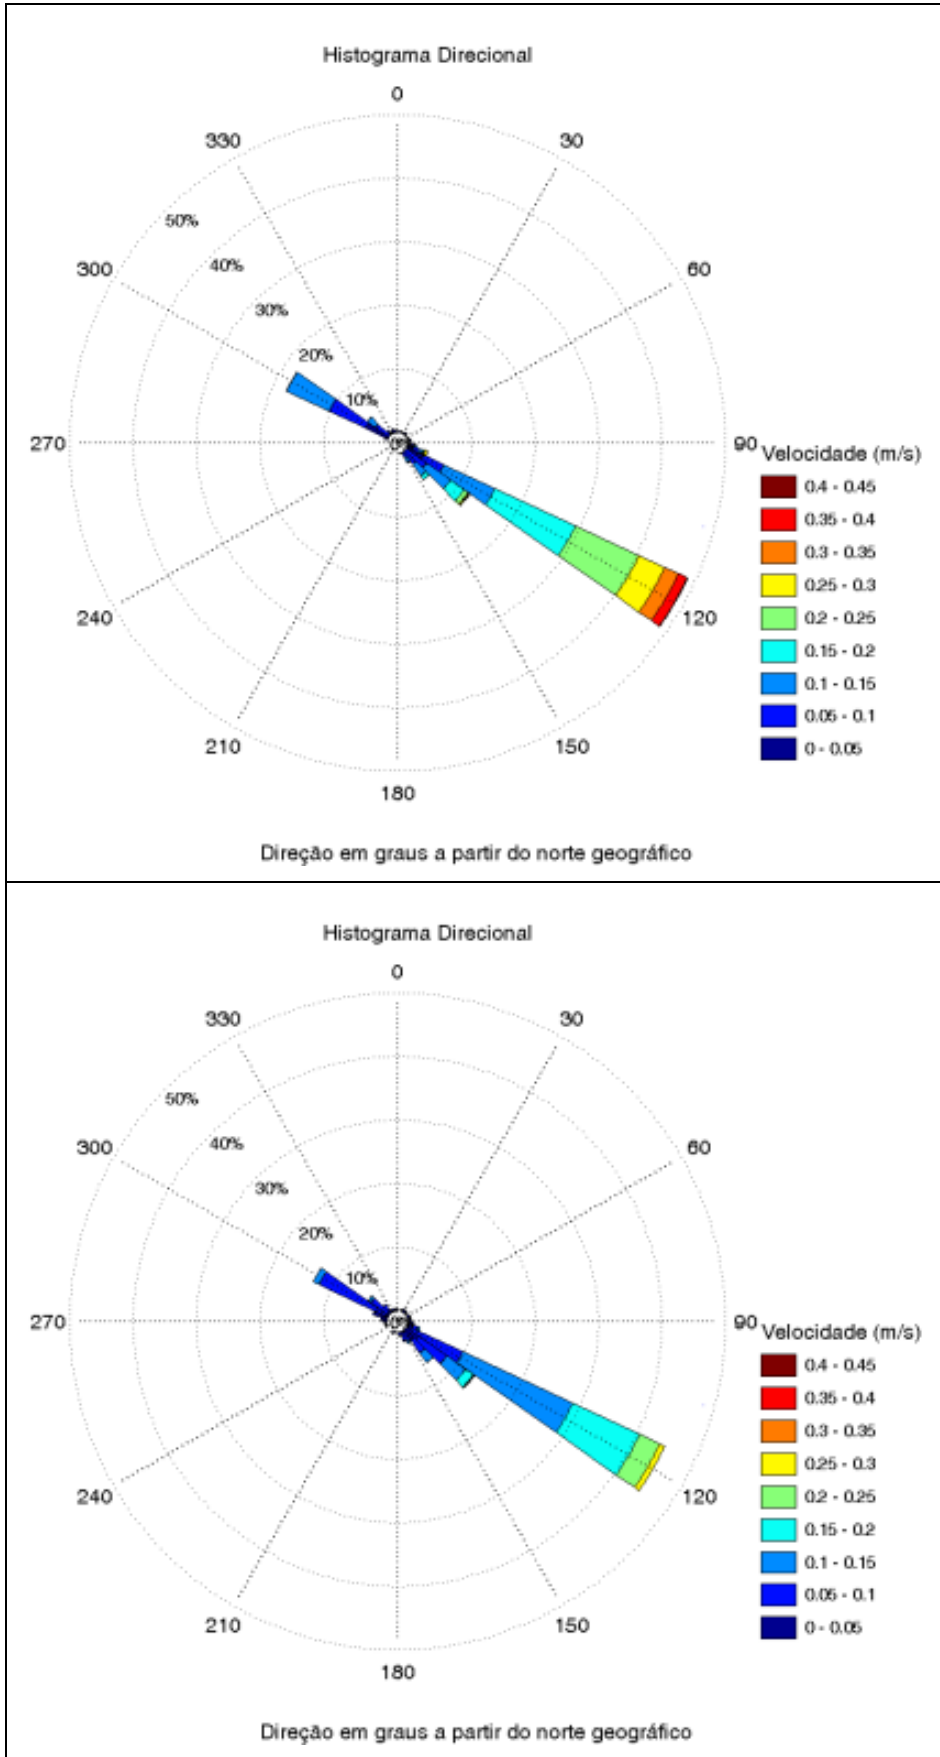 Histograma Direcional
0
330
30
50%
40%
300
60
30%
20%
10%
270
90
Velocidade (m/s)
0.4 - 0.45
0.35 - 0.4
0.3 - 0.35
0.25 - 0.3
240
120
0.2 - 0.25
0.15 - 0.2
0.1 - 0.15
0.05 - 0.1
0 - 0.05
210
150
180
Direção em graus a partir do norte geográfico
Histograma Direcional
0
330
30
50%
40%
300
60
30%
20%
10%
270
90
Velocidade (m/s)
0.4 - 0.45
0.35 - 0.4
0.3 - 0.35
0.25 - 0.3
240
120
0.2 - 0.25
0.15 - 0.2
0.1 - 0.15
0.05 - 0.1
0 - 0.05
210
150
180
Direção em graus a partir do norte geográfico